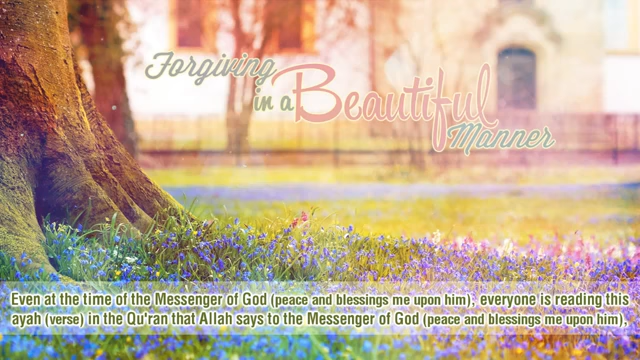 Forgiving
in a Beautiful
Manner
Even at the time of the Messenger of God (peace and blessings me upon him), everyone is reading this
ayah (verse) in the Qu'ran that Allah says to the Messenger of God (peace and blessings me upon him),